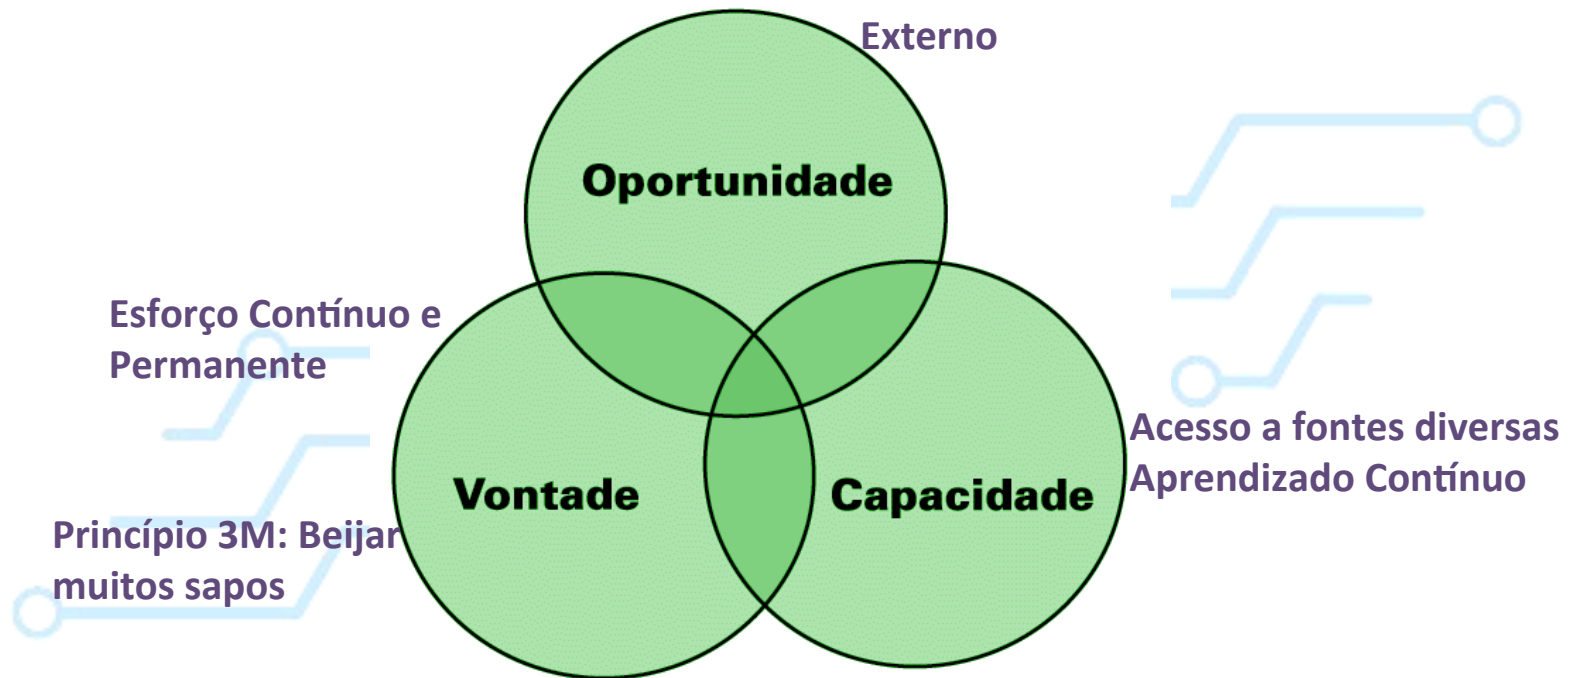 Externo
Oportunidade
Esforço Contínuo e
Permanente
Acesso a fontes diversas
Aprendizado Contínuo
Vontade
Capacidade
Princípio 3M: Beijar
muitos sapos